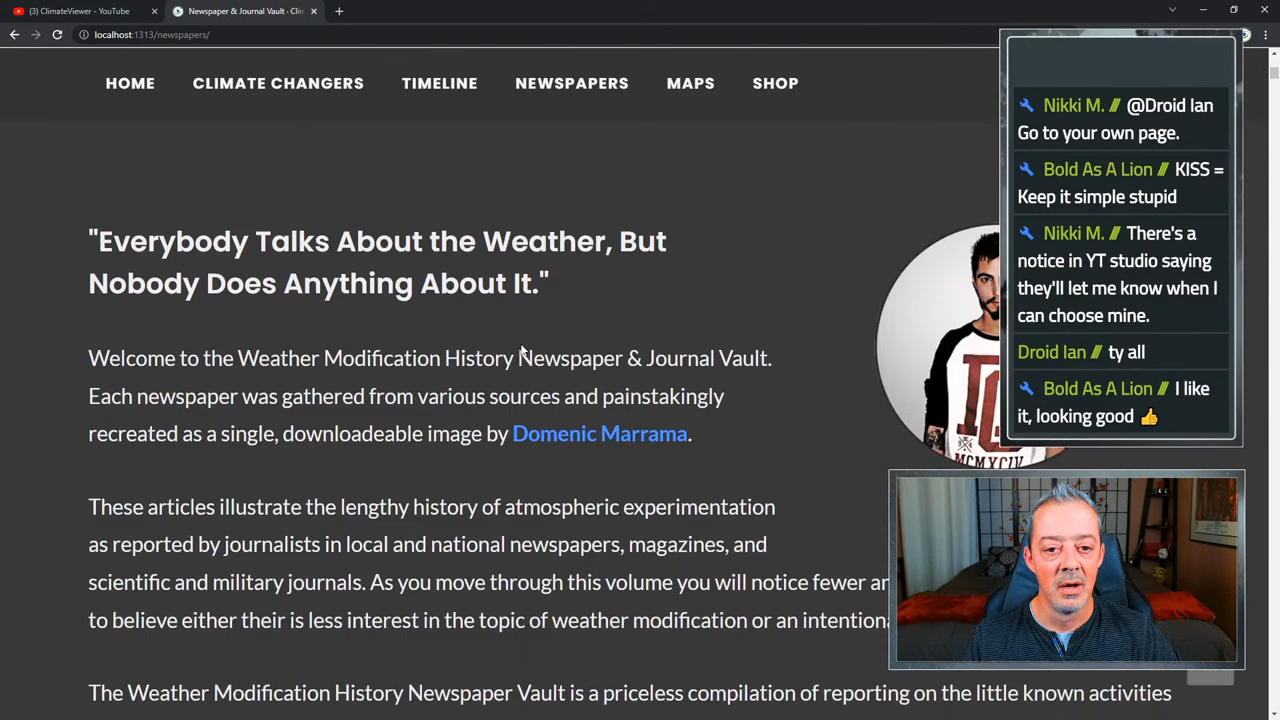 (3) ClimateViewer - YouTube
Newspaper & Journal Vault · Clim
localhost:1313/newspapers/
HOME CLIMATE CHANGERS TIMELINE NEWSPAPERS MAPS SHOP
"Everybody Talks About the Weather, But
Nobody Does Anything About It."
Welcome to the Weather Modification History Newspaper & Journal Vault.
Each newspaper was gathered from various sources and painstakingly
recreated as a single, downloadeable image by Domenic Marrama.
These articles illustrate the lengthy history of atmospheric experimentation
as reported by journalists in local and national newspapers, magazines, and
scientific and military journals. As you move through this volume you will notice fewer
to believe either their is less interest in the topic of weather modification or an
The Weather Modification History Newspaper Vault is a priceless compilation of reporting on the little known activities
MCMXCIV
Nikki M. /// @Droid Ian
Go to your own page.
Bold As A Lion /// KISS =
Keep it simple stupid
Nikki M. /// There's a
notice in YT studio saying
they'll let me know when I
can choose mine.
Droid Ian /// ty all
Bold As A Lion /// I like
it, looking good 👍